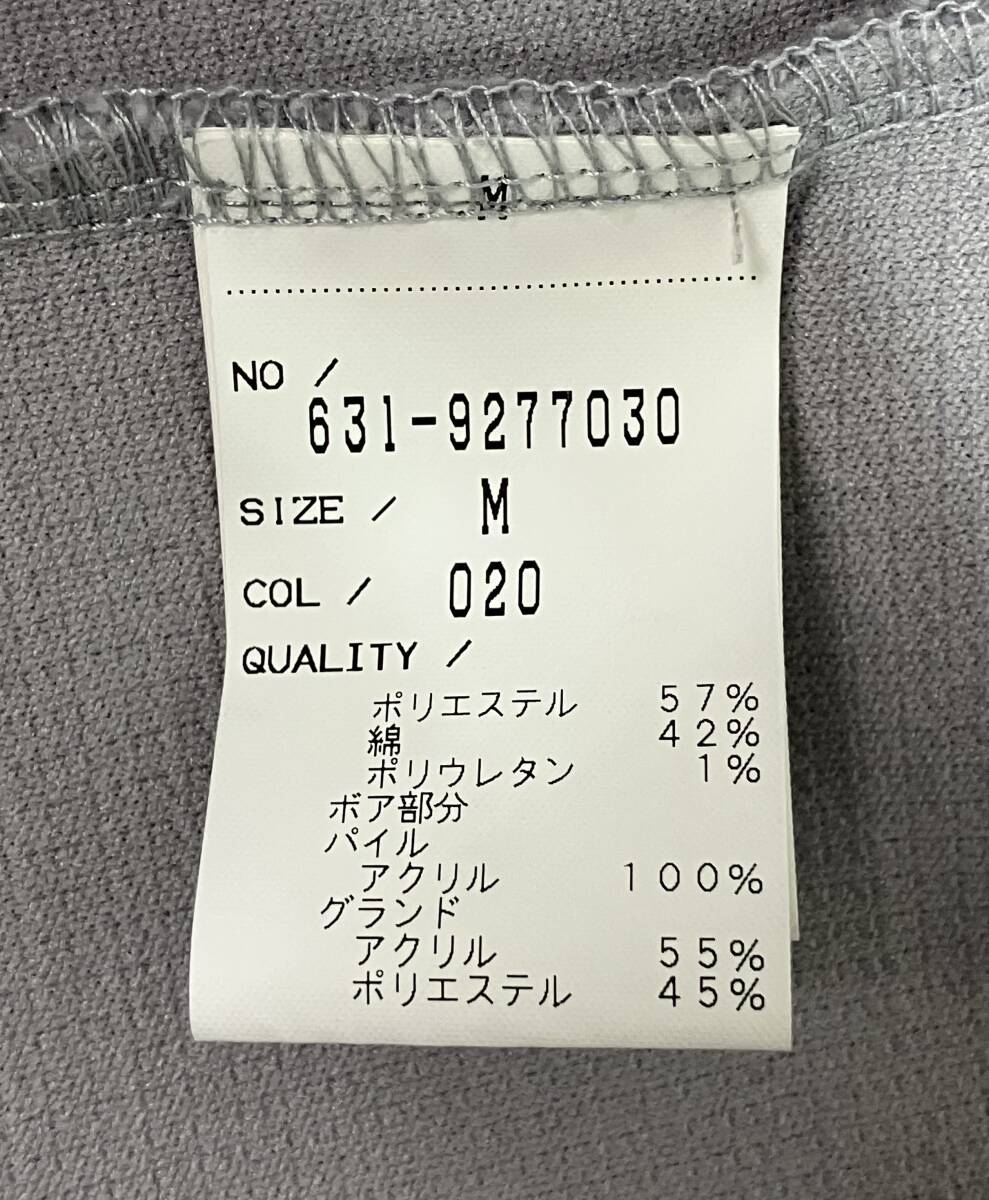 M
NO /
631-9277030
SIZE / M
COL / 020
QUALITY /
ポリエステル 57%
綿 42%
ポリウレタン 1%
ボア部分
パイル
アクリル 100%
グランド
アクリル 55%
ポリエステル 45%